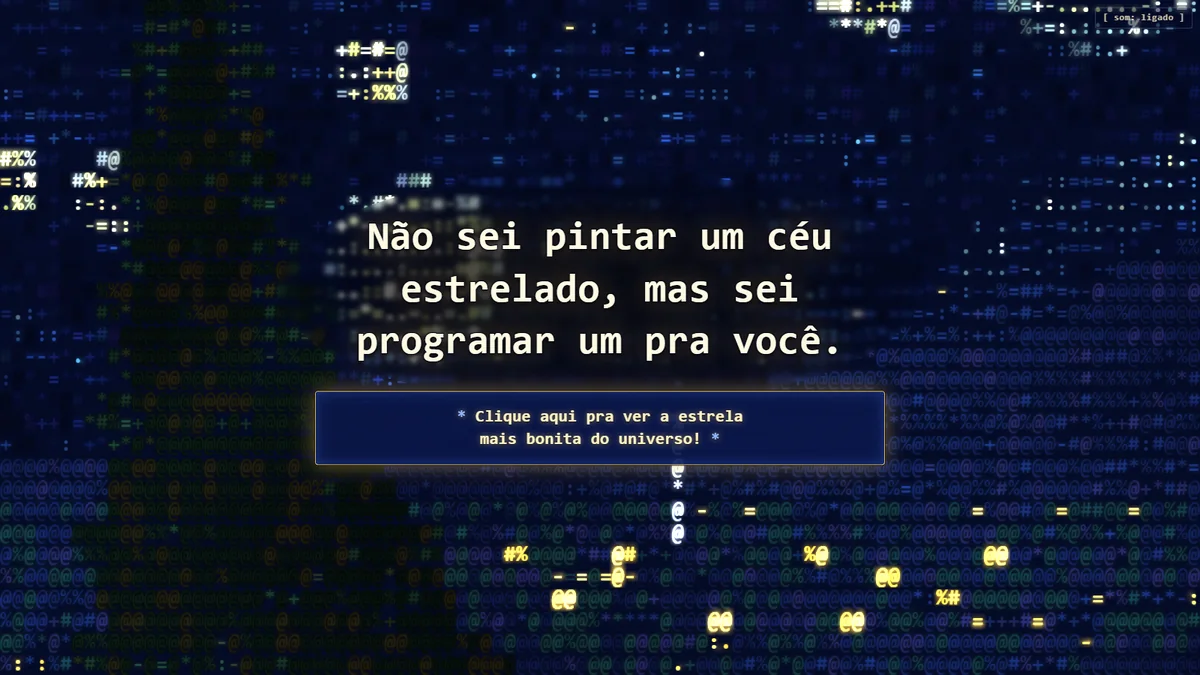 [ som: ligado ]
Não sei pintar um céu
estrelado, mas sei
programar um pra você.
* Clique aqui pra ver a estrela
mais bonita do universo! *